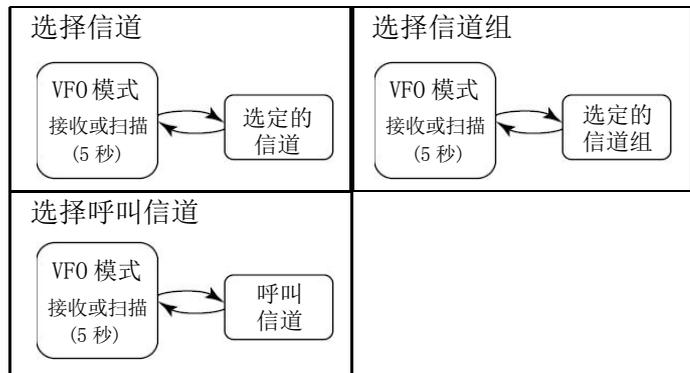 选择信道
VFO 模式
接收或扫描
(5 秒)
选定的
信道
选择信道组
VFO 模式
接收或扫描
(5 秒)
选定的
信道组
选择呼叫信道
VFO 模式
接收或扫描
(5 秒)
呼叫
信道